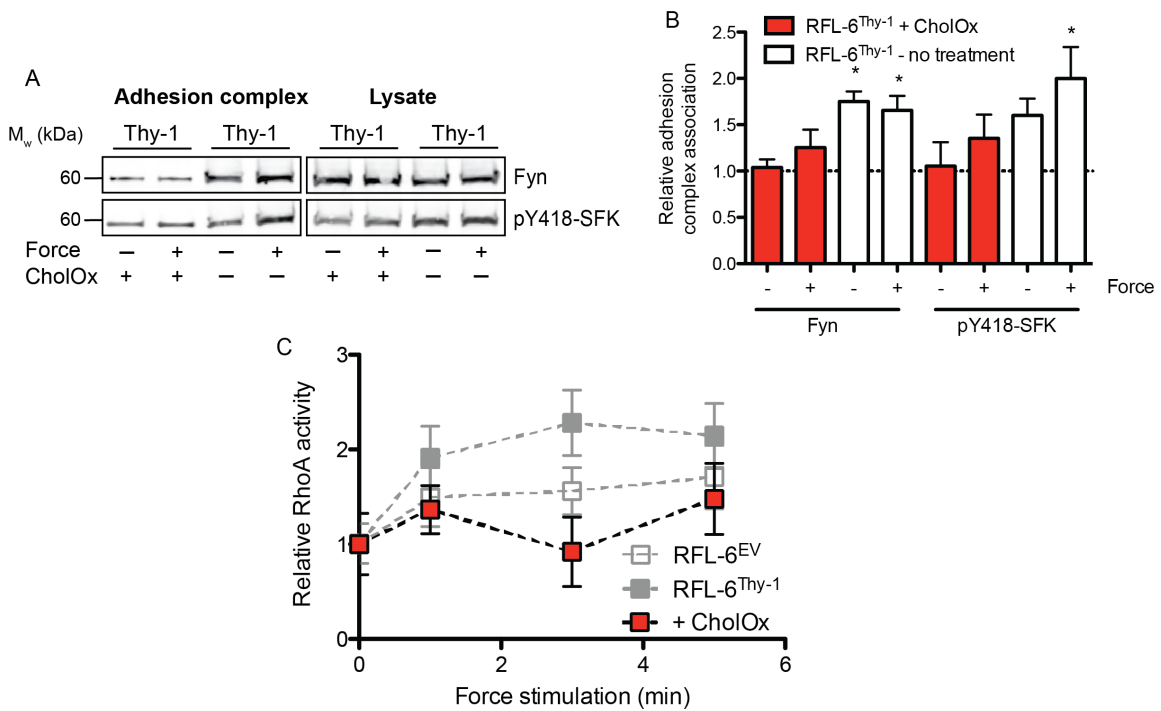 A
Adhesion complex Lysate
Mw (kDa) Thy-1 Thy-1 Thy-1 Thy-1
60 Fyn
60 pY418-SFK
Force – + – + – + – +
CholOx + + – – + + – –
B
RFL-6Thy-1 + CholOx
RFL-6Thy-1 - no treatment
Relative adhesion
complex association
2.5
2.0
1.5
1.0
0.5
0.0
* * *
- + - + - + - + Force
Fyn pY418-SFK
C
Relative RhoA activity
3
2
1
0
RFL-6EV
RFL-6Thy-1
+ CholOx
0 2 4 6
Force stimulation (min)